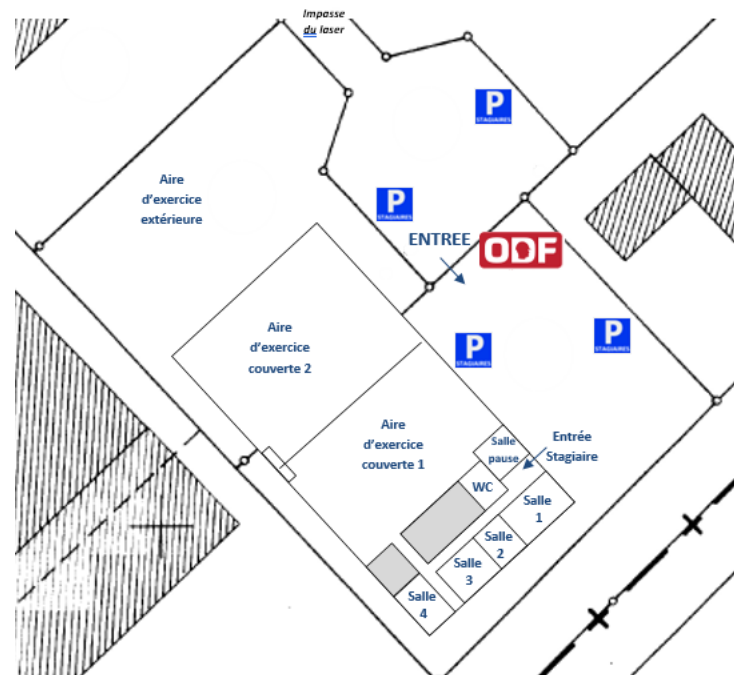 Impasse
du laser
P
STAGIAIRES
Aire
d'exercice
extérieure
P
STAGIAIRES
ENTREE
ODF
Aire
d'exercice
couverte 2
P
STAGIAIRES
P
STAGIAIRES
Aire
d'exercice
couverte 1
Salle
pause
Entrée
Stagiaire
WC
Salle
1
Salle
2
Salle
3
Salle
4